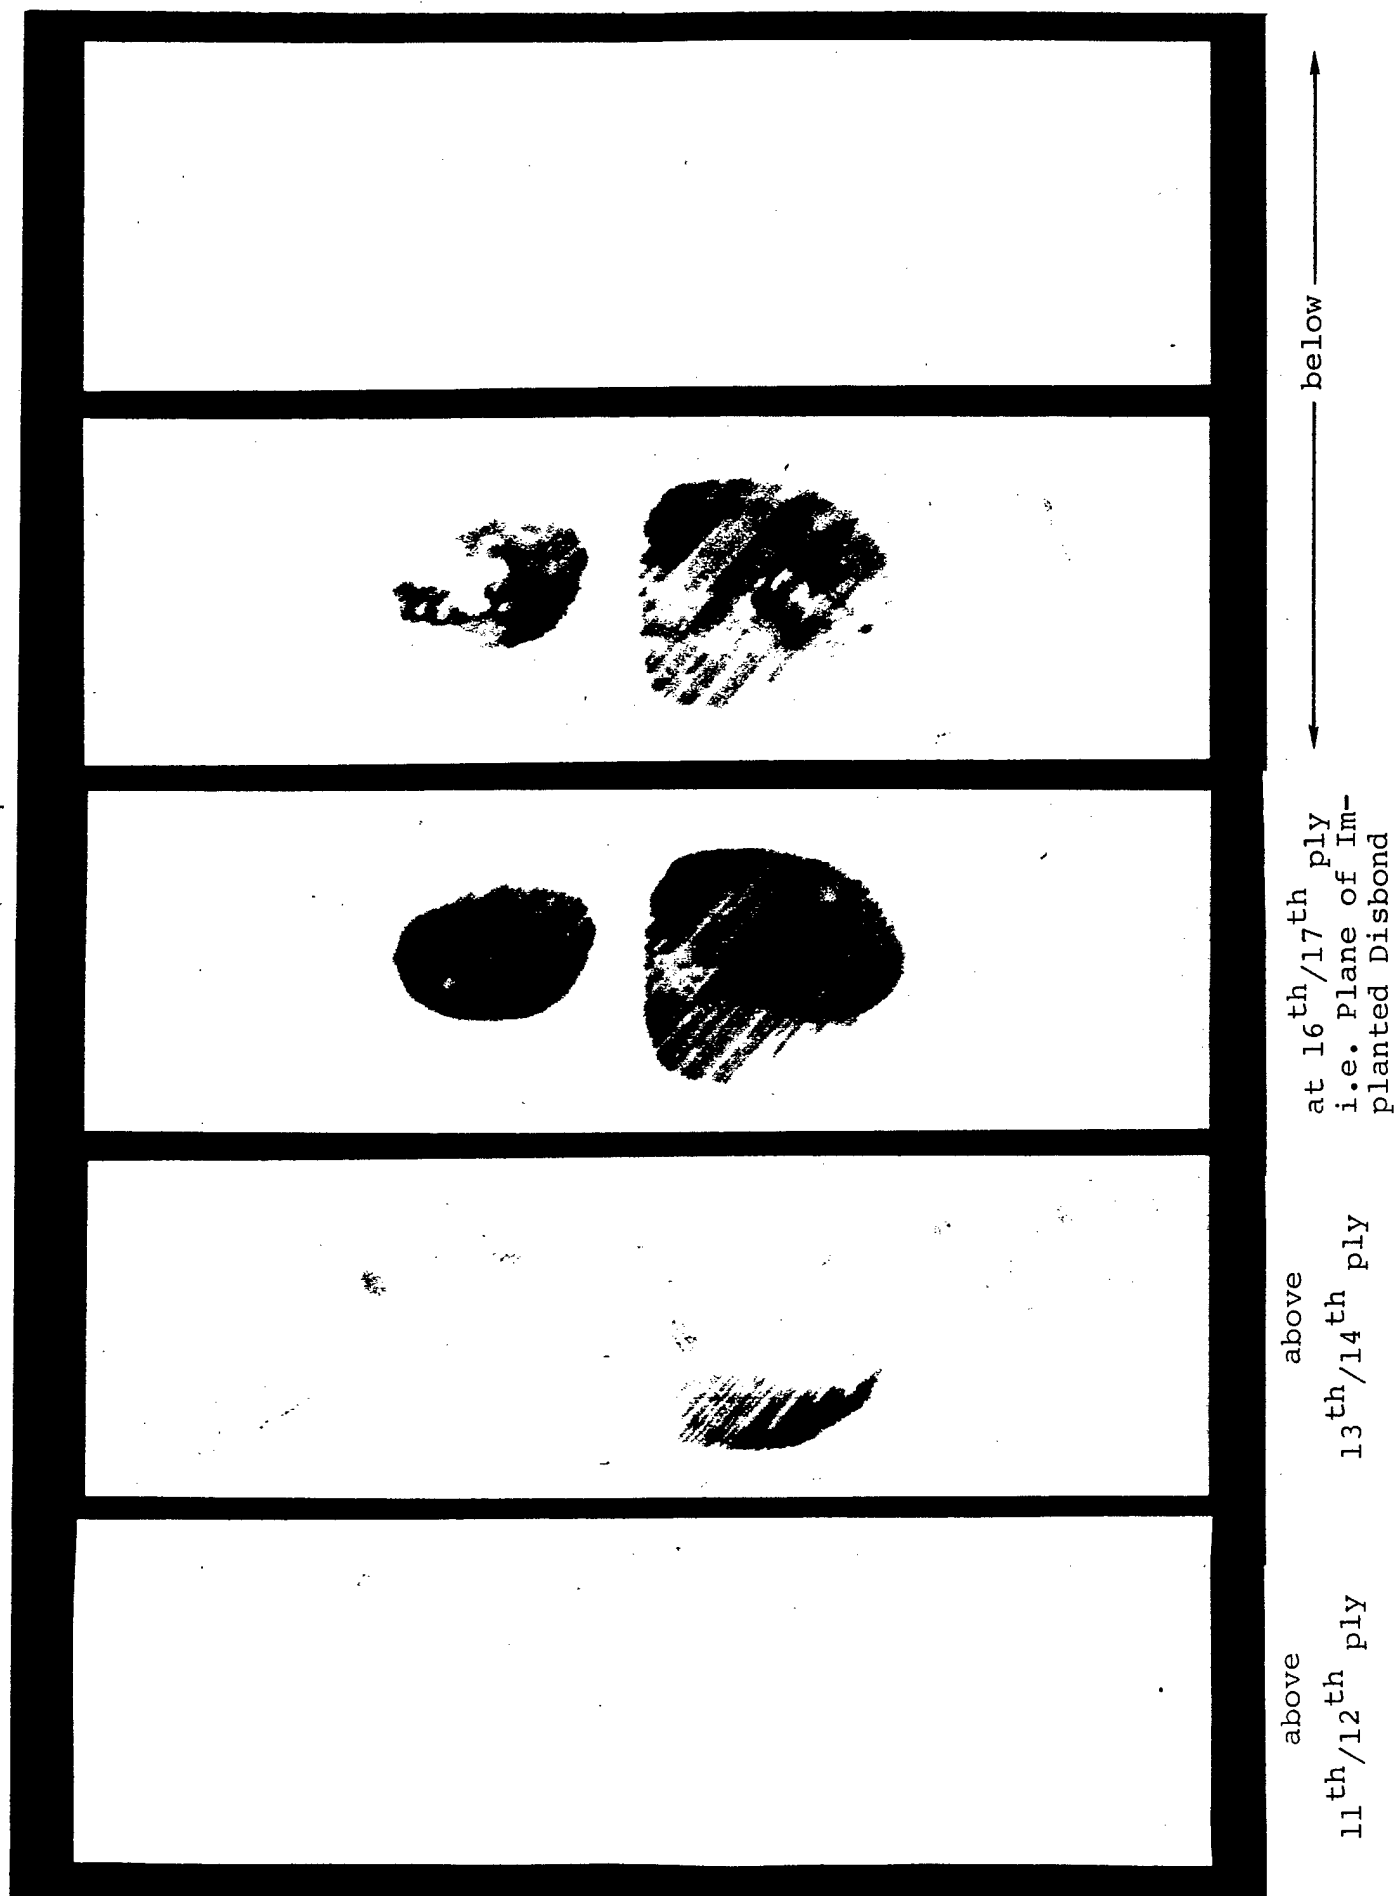 above
11th/12th ply
above
13th/14th ply
at 16th/17th ply
i.e. Plane of Im-
planted Disbond
below